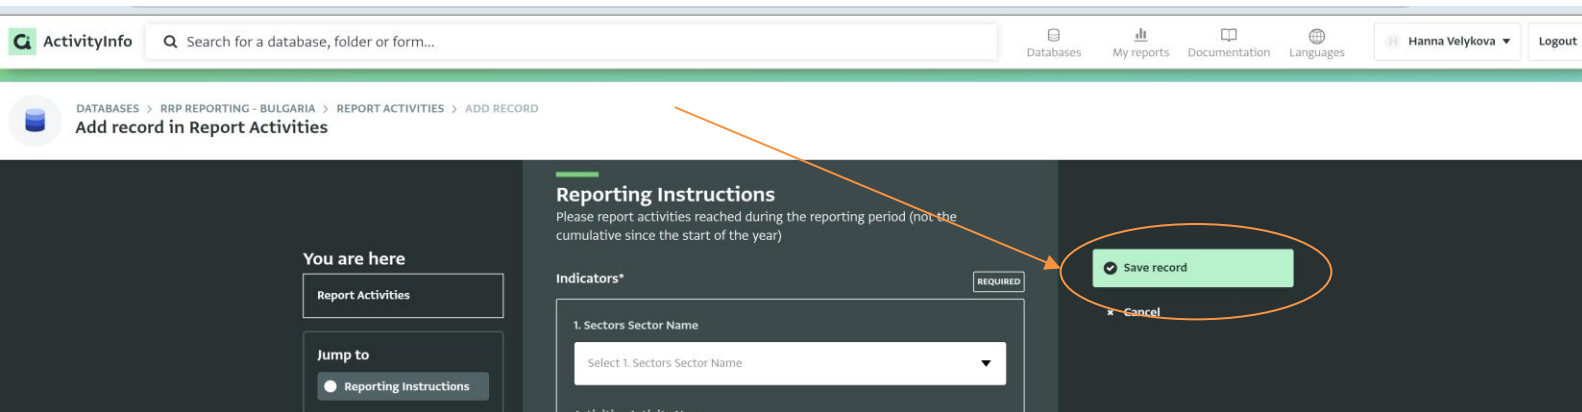 ActivityInfo
Search for a database, folder or form...
Databases
My reports
Documentation
Languages
H
Hanna Velykova
Logout
DATABASES > RRP REPORTING - BULGARIA > REPORT ACTIVITIES > ADD RECORD
Add record in Report Activities
You are here
Report Activities
Jump to
Reporting Instructions
Reporting Instructions
Please report activities reached during the reporting period (not the
cumulative since the start of the year)
Indicators*
REQUIRED
1. Sectors Sector Name
Select 1. Sectors Sector Name
Save record
Cancel